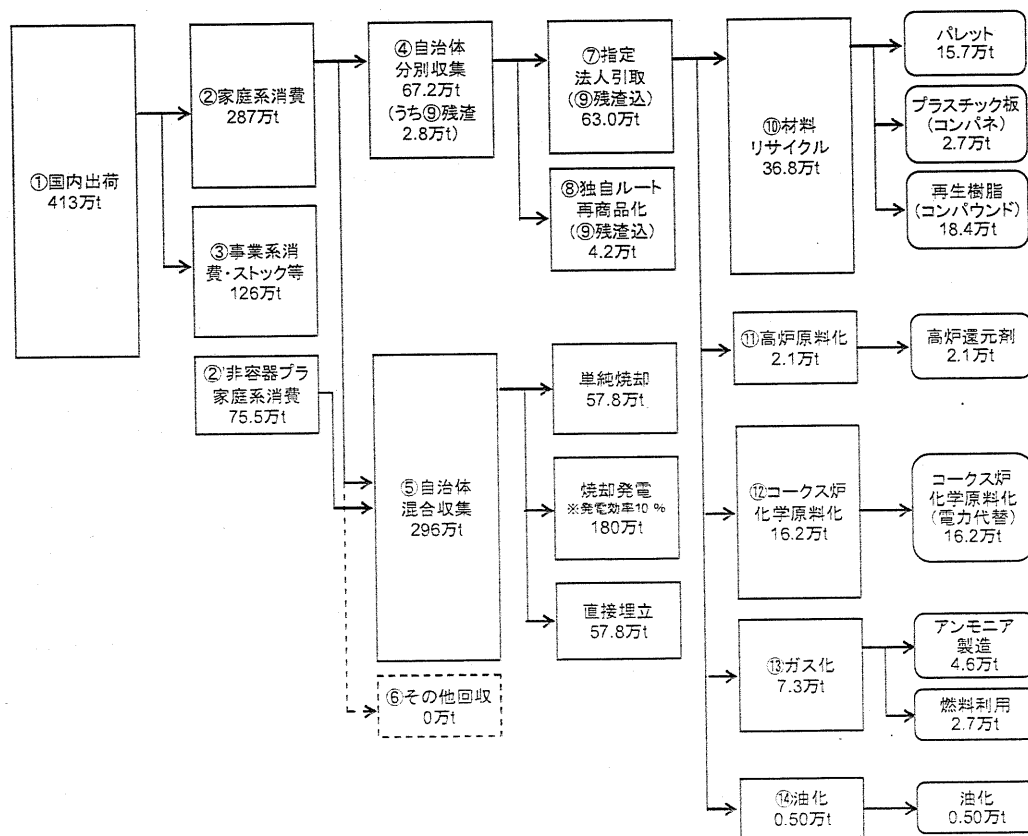 ①国内出荷
413万t
②家庭系消費
287万t
③事業系消
費・ストック等
126万t
②'非容器プラ
家庭系消費
75.5万t
④自治体
分別収集
67.2万t
(うち⑨残渣
2.8万t)
⑤自治体
混合収集
296万t
⑥その他回収
0万t
⑦指定
法人引取
(⑨残渣込)
63.0万t
⑧独自ルート
再商品化
(⑨残渣込)
4.2万t
単純焼却
57.8万t
焼却発電
※発電効率10 %
180万t
直接埋立
57.8万t
⑩材料
リサイクル
36.8万t
⑪高炉原料化
2.1万t
⑫コークス炉
化学原料化
16.2万t
⑬ガス化
7.3万t
⑭油化
0.50万t
パレット
15.7万t
プラスチック板
(コンパネ)
2.7万t
再生樹脂
(コンパウンド)
18.4万t
高炉還元剤
2.1万t
コークス炉
化学原料化
(電力代替)
16.2万t
アンモニア
製造
4.6万t
燃料利用
2.7万t
油化
0.50万t